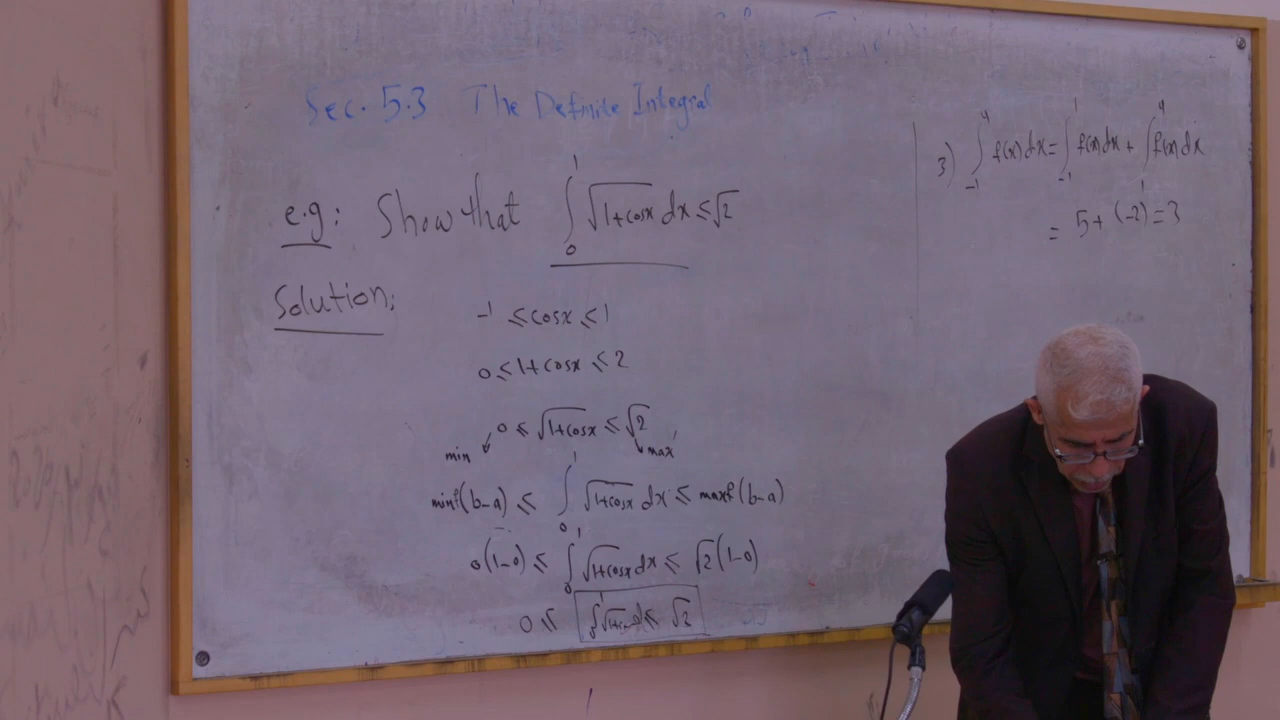 Sec. 5.3 The Definite Integral
e.g: Show that ∫₀¹ √(1+cosx) dx ≤ √2
Solution:
-1 ≤ cosx ≤ 1
0 ≤ 1+cosx ≤ 2
0 ≤ √(1+cosx) ≤ √2
min max
minf(b-a) ≤ ∫₀¹ √(1+cosx) dx ≤ maxf(b-a)
0(1-0) ≤ ∫₀¹ √(1+cosx) dx ≤ √2(1-0)
0 ≤ ∫₀¹ √(1+cosx) dx ≤ √2
3) ∫₋₁⁴ f(x)dx = ∫₋₁¹ f(x)dx + ∫₁⁴ f(x)dx
= 5+(-2)=3